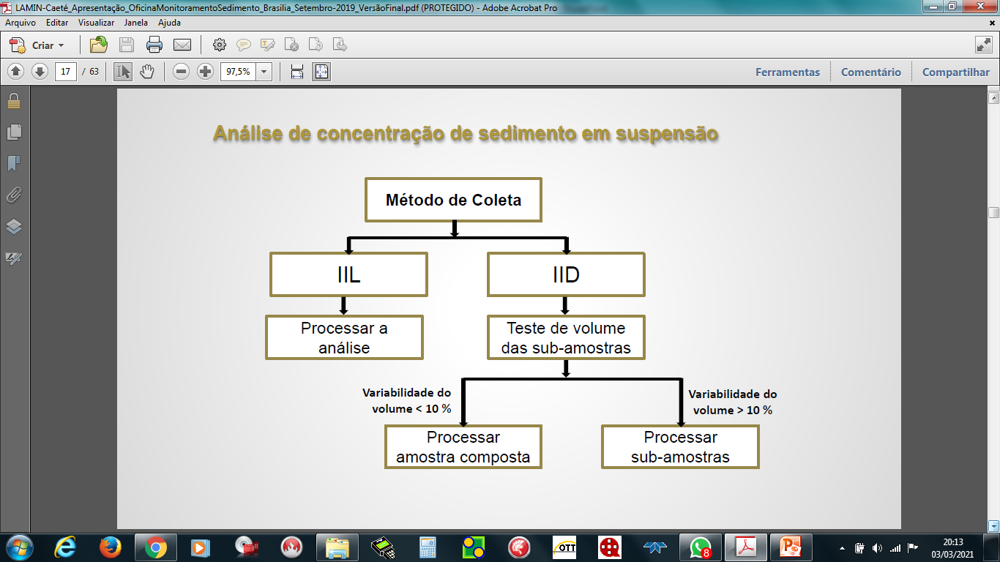 LAMIN-Caeté_Apresentação_OficinaMonitoramentoSedimento_Brasilia_Setembro-2019_VersãoFinal.pdf (PROTEGIDO) - Adobe Acrobat Pro
Arquivo Editar Visualizar Janela Ajuda
Criar
17 / 63 97,5% Ferramentas Comentário Compartilhar
Análise de concentração de sedimento em suspensão
Método de Coleta
IIL
IID
Processar a
análise
Teste de volume
das sub-amostras
Variabilidade do
volume < 10 %
Variabilidade do
volume > 10 %
Processar
amostra composta
Processar
sub-amostras
OTT
8
20:13
03/03/2021